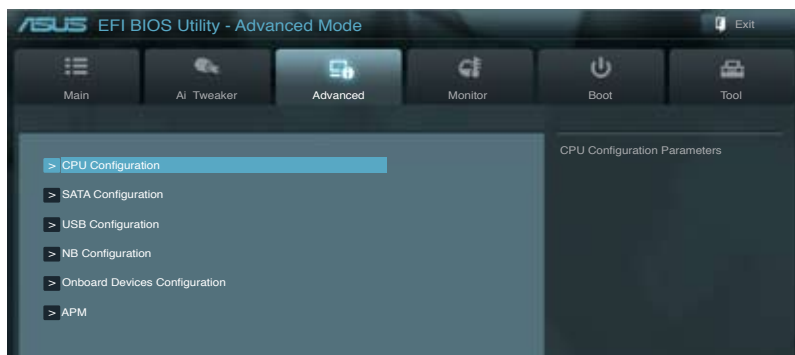 ASUS EFI BIOS Utility - Advanced Mode
Exit
Main
Ai Tweaker
Advanced
Monitor
Boot
Tool
> CPU Configuration
> SATA Configuration
> USB Configuration
> NB Configuration
> Onboard Devices Configuration
> APM
CPU Configuration Parameters